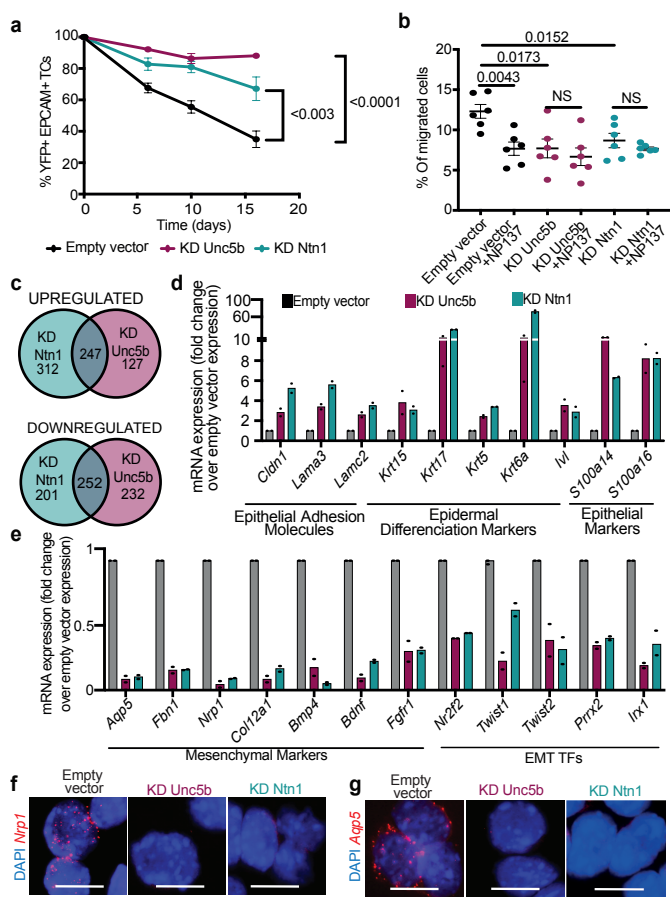 a
% YFP+ EPCAM+ TCs
100
80
60
40
20
0
0
5
10
15
20
Time (days)
<0.003
<0.0001
Empty vector
KD Unc5b
KD Ntn1
b
% Of migrated cells
20
15
10
5
0
0.0152
0.0173
0.0043
NS
NS
Empty vector
Empty vector
+NP137
KD Unc5b
KD Unc5b
+NP137
KD Ntn1
KD Ntn1
+NP137
c
UPREGULATED
KD
Ntn1
312
247
KD
Unc5b
127
DOWNREGULATED
KD
Ntn1
201
252
KD
Unc5b
232
d
mRNA expression (fold change
over empty vector expression)
100
60
20
10
8
6
4
2
0
Empty vector
KD Unc5b
KD Ntn1
Cldn1
Lama3
Lamc2
Krt15
Krt17
Krt5
Krt6a
Ivl
S100a14
S100a16
Epithelial Adhesion
Molecules
Epidermal
Differenciation Markers
Epithelial
Markers
e
mRNA expression (fold change
over empty vector expression)
1
0.5
0
Aqp5
Fbn1
Nrp1
Col12a1
Bmp4
Bdnf
Fgfr1
Nr2f2
Twist1
Twist2
Prrx2
Irx1
Mesenchymal Markers
EMT TFs
f
Empty
vector
KD Unc5b
KD Ntn1
DAPI Nrp1
g
Empty
vector
KD Unc5b
KD Ntn1
DAPI Aqp5